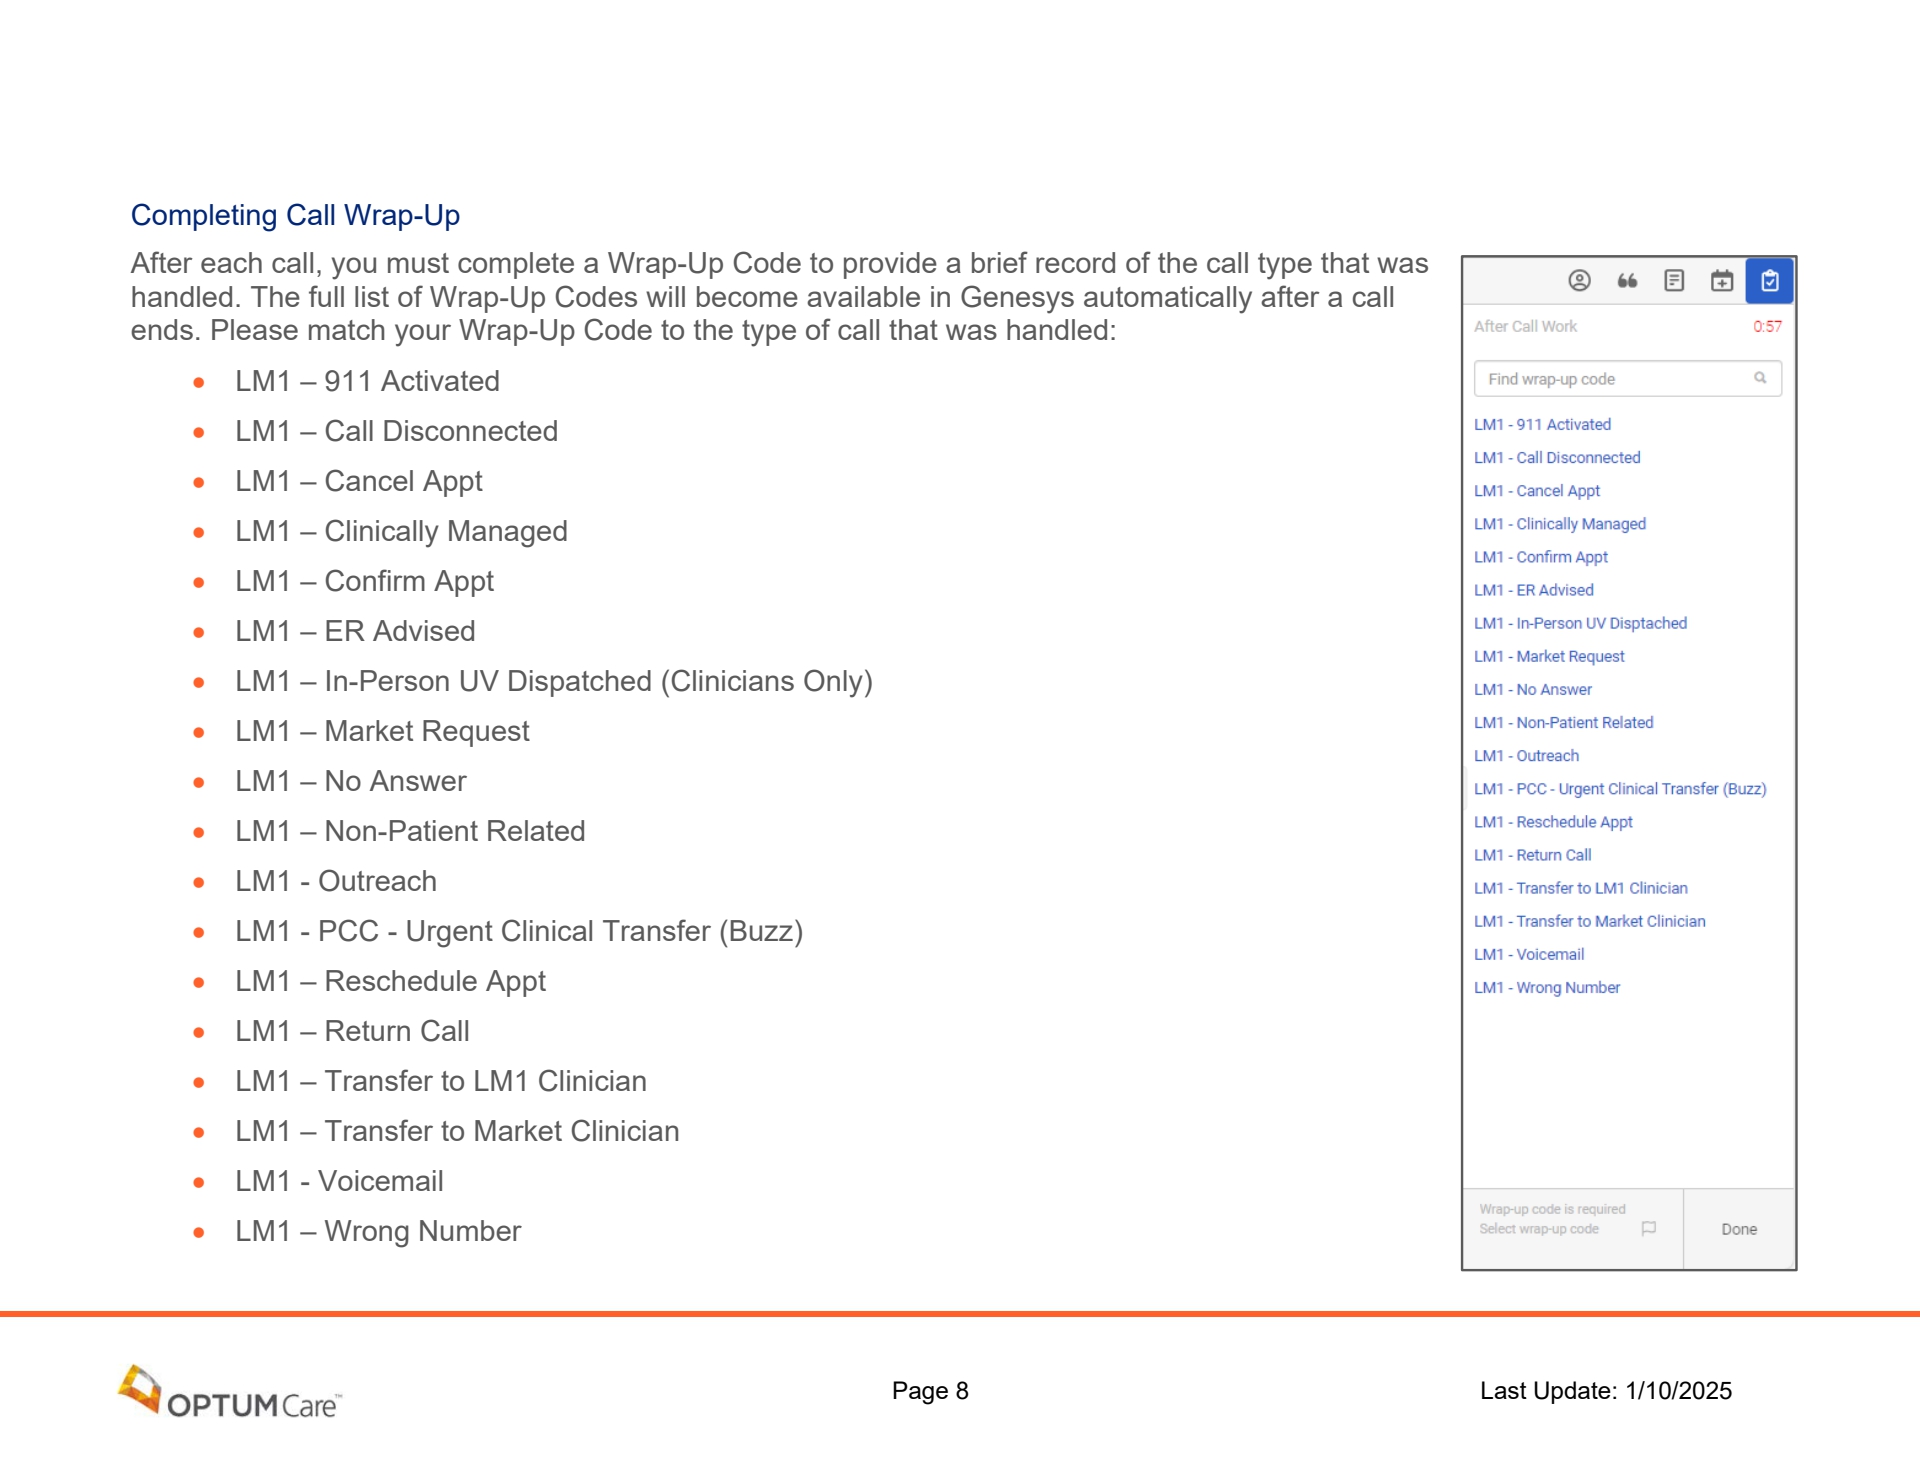 Completing Call Wrap-Up
After each call, you must complete a Wrap-Up Code to provide a brief record of the call type that was
handled. The full list of Wrap-Up Codes will become available in Genesys automatically after a call
ends. Please match your Wrap-Up Code to the type of call that was handled:
• LM1 – 911 Activated
• LM1 – Call Disconnected
• LM1 – Cancel Appt
• LM1 – Clinically Managed
• LM1 – Confirm Appt
• LM1 – ER Advised
• LM1 – In-Person UV Dispatched (Clinicians Only)
• LM1 – Market Request
• LM1 – No Answer
• LM1 – Non-Patient Related
• LM1 - Outreach
• LM1 - PCC - Urgent Clinical Transfer (Buzz)
• LM1 – Reschedule Appt
• LM1 – Return Call
• LM1 – Transfer to LM1 Clinician
• LM1 – Transfer to Market Clinician
• LM1 - Voicemail
• LM1 – Wrong Number
After Call Work 0:57
Find wrap-up code
LM1 - 911 Activated
LM1 - Call Disconnected
LM1 - Cancel Appt
LM1 - Clinically Managed
LM1 - Confirm Appt
LM1 - ER Advised
LM1 - In-Person UV Disptached
LM1 - Market Request
LM1 - No Answer
LM1 - Non-Patient Related
LM1 - Outreach
LM1 - PCC - Urgent Clinical Transfer (Buzz)
LM1 - Reschedule Appt
LM1 - Return Call
LM1 - Transfer to LM1 Clinician
LM1 - Transfer to Market Clinician
LM1 - Voicemail
LM1 - Wrong Number
Wrap-up code is required
Select wrap-up code
Done
OPTUMCare™
Page 8
Last Update: 1/10/2025